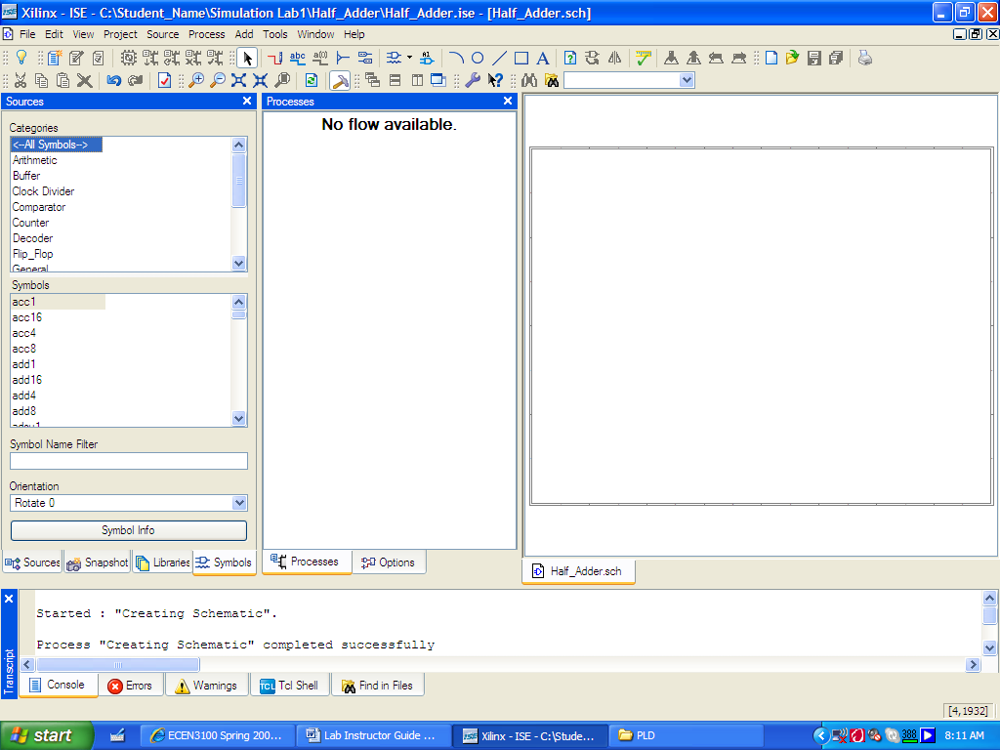 Xilinx - ISE - C:\Student_Name\Simulation Lab1\Half_Adder\Half_Adder.ise - [Half_Adder.sch]
File Edit View Project Source Process Add Tools Window Help
Sources
Processes
Categories
<--All Symbols-->
Arithmetic
Buffer
Clock Divider
Comparator
Counter
Decoder
Flip_Flop
General
Symbols
acc1
acc16
acc4
acc8
add1
add16
add4
add8
adsu1
Symbol Name Filter
Orientation
Rotate 0
Symbol Info
Sources Snapshot Libraries Symbols
No flow available.
Processes Options
Half_Adder.sch
Transcript
Started : "Creating Schematic".
Process "Creating Schematic" completed successfully
Console Errors Warnings Tcl Shell Find in Files
[4,1932]
start ECEN3100 Spring 200... Lab Instructor Guide ... Xilinx - ISE - C:\Stude... PLD 388 8:11 AM